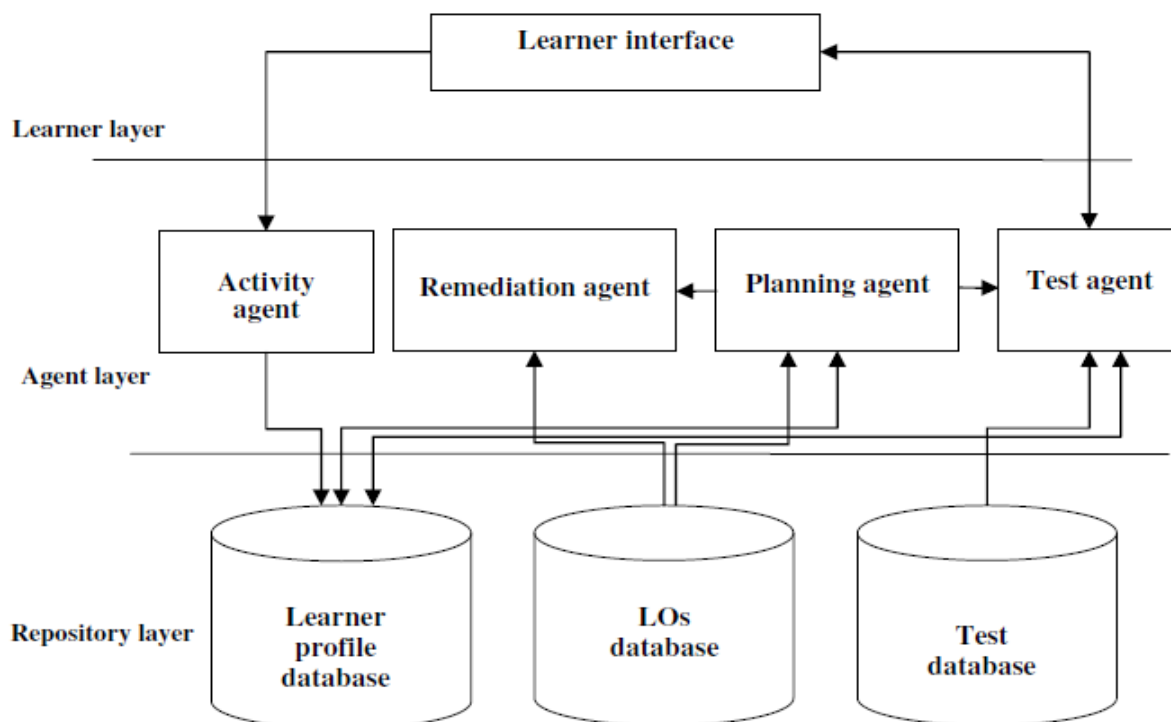 Learner interface
Learner layer
Activity
agent
Remediation agent
Planning agent
Test agent
Agent layer
Learner
profile
database
LOs
database
Test
database
Repository layer